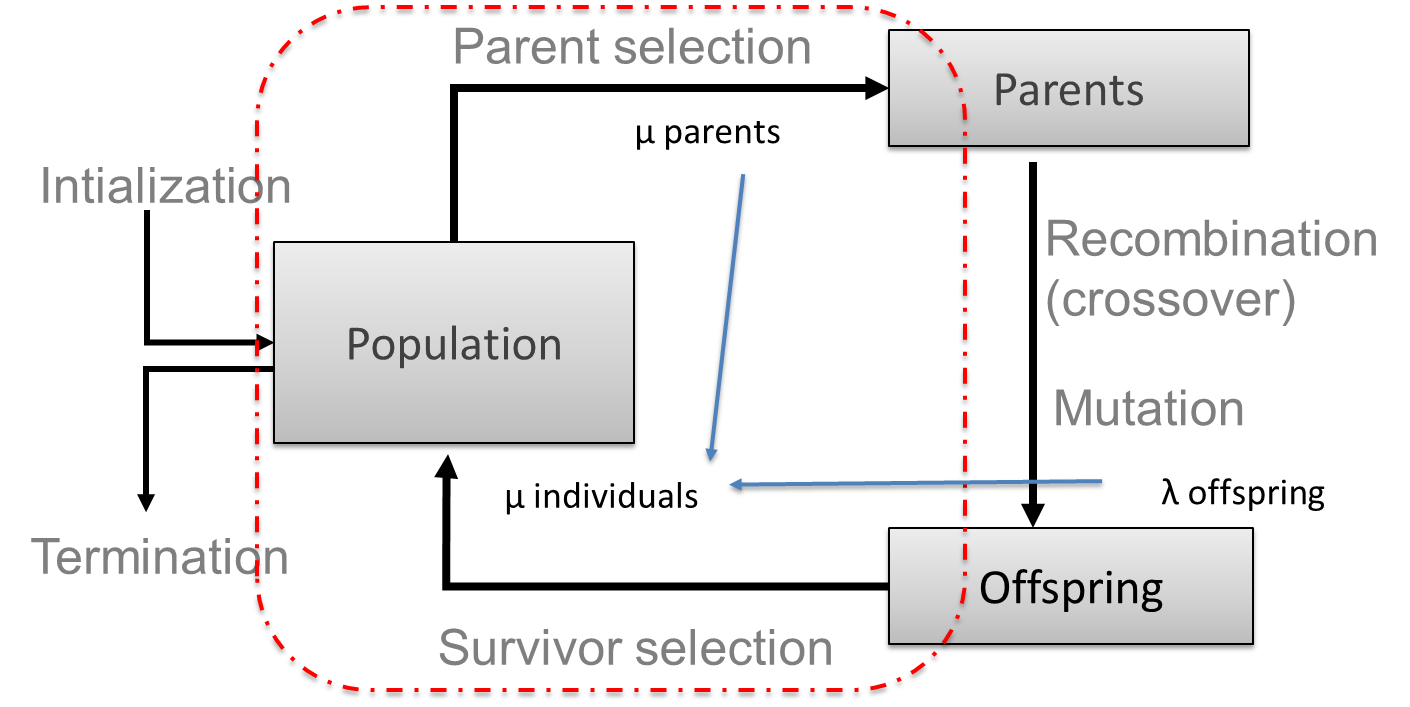 Parent selection
Parents
μ parents
Intialization
Recombination
(crossover)
Population
Mutation
μ individuals
λ offspring
Termination
Offspring
Survivor selection